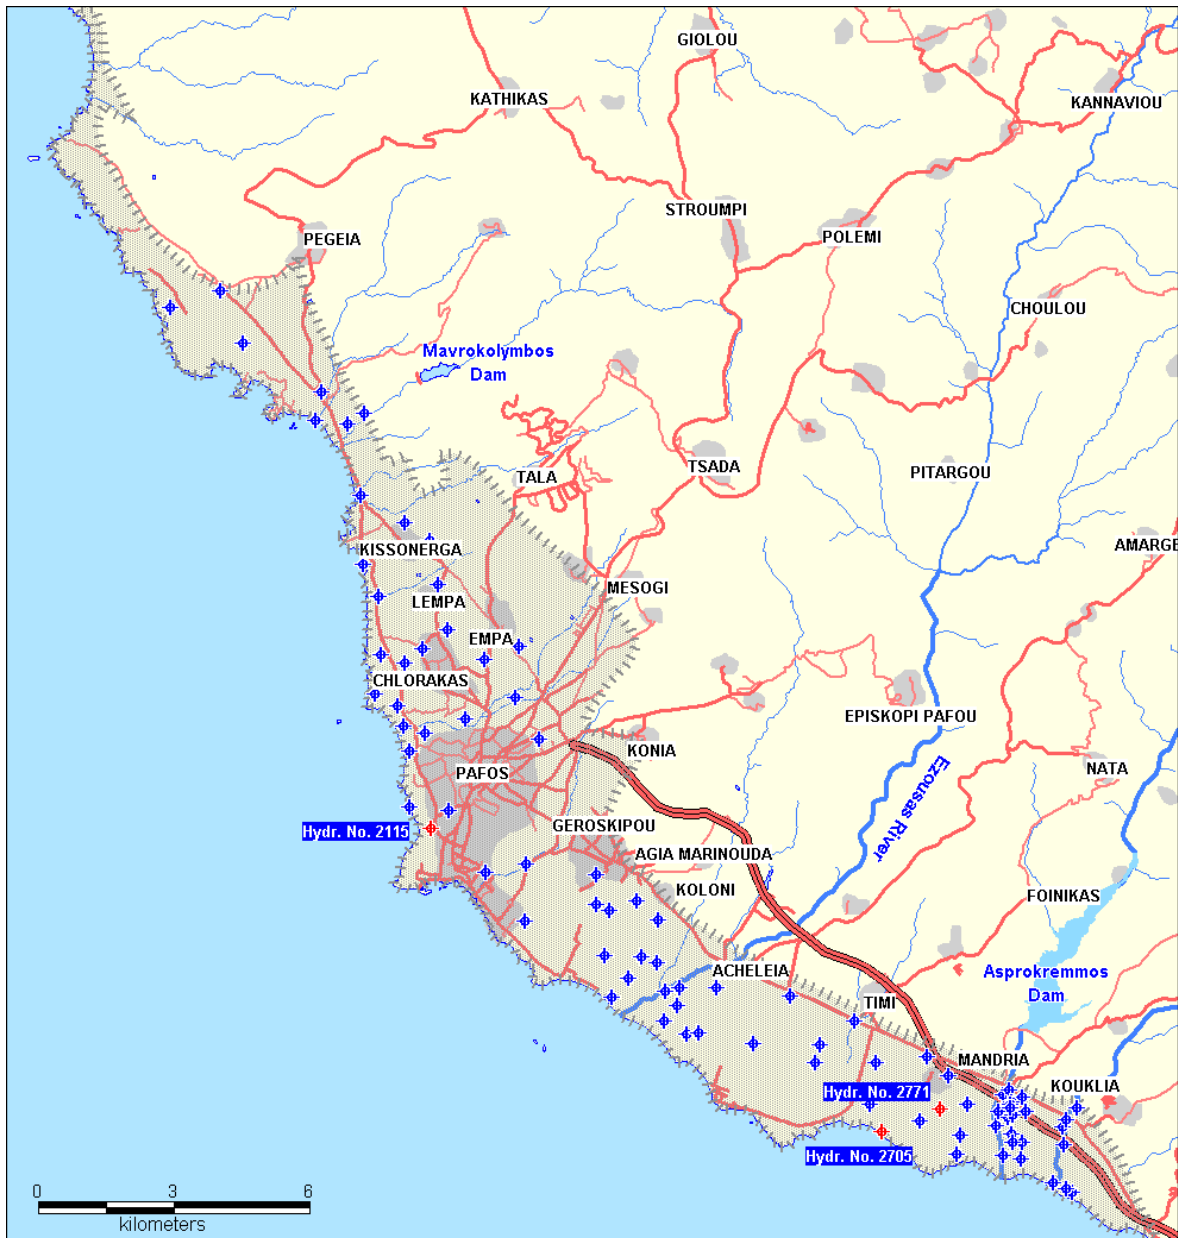 GIOLOU
KATHIKAS
KANNAVIOU
STROUMPI
PEGEIA
POLEMI
CHOULOU
Mavrokolymbos
Dam
TSADA
PITARGOU
TALA
KISSONERGA
AMARGE
MESOGI
LEMPA
EMPA
CHLORAKAS
EPISKOPI PAFOU
KONIA
PAFOS
NATA
Ezousas River
GEROSKIPOU
Hydr. No. 2115
AGIA MARINOUDA
KOLONI
FOINIKAS
ACHELEIA
Asprokremmos
Dam
TIMI
MANDRIA
KOUKLIA
Hydr. No. 2771
Hydr. No. 2705
0 3 6
kilometers